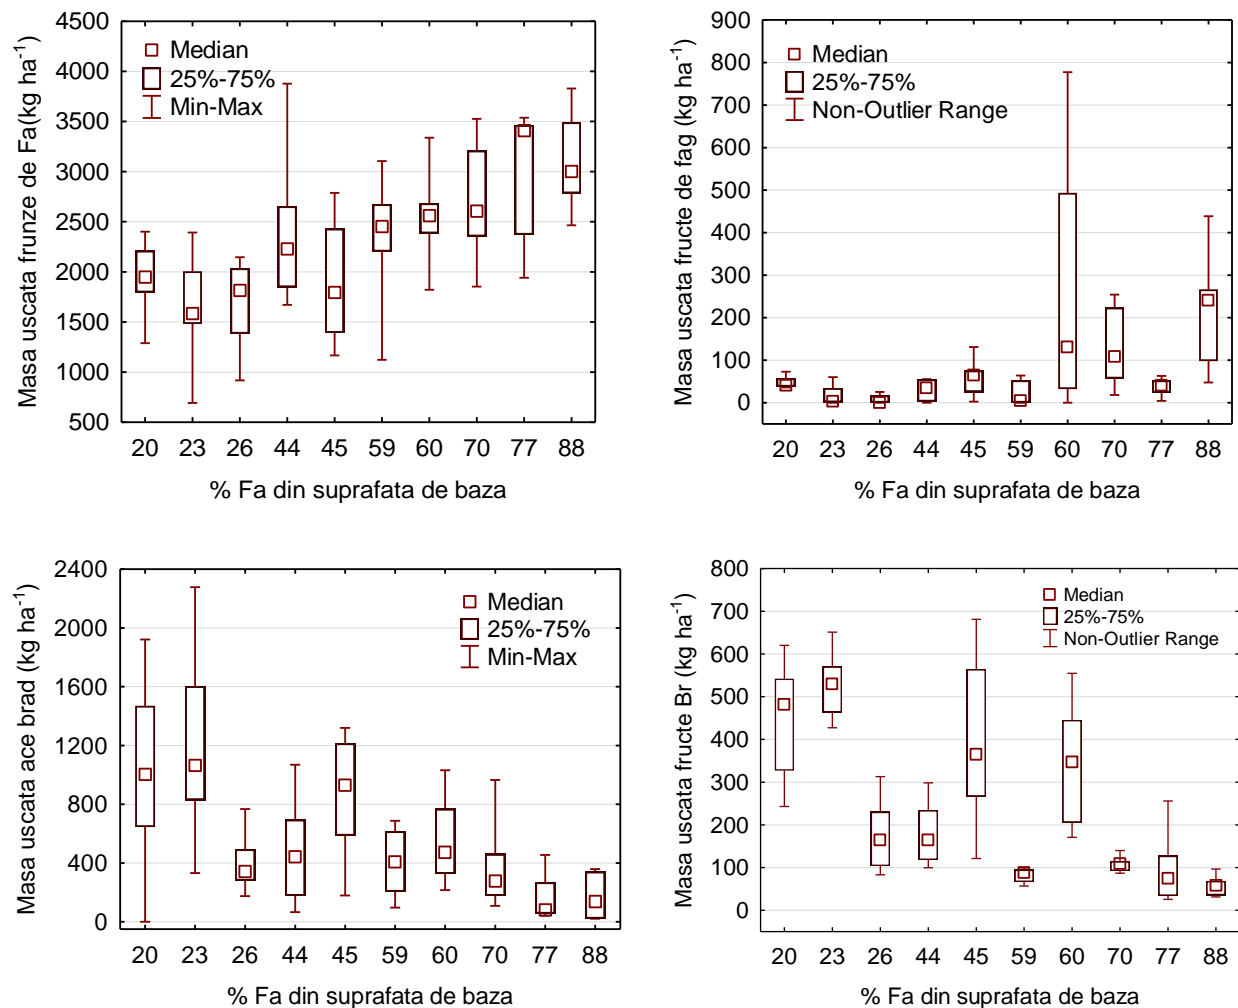 Masa uscata frunze de Fa(kg ha⁻¹)
4500
4000
3500
3000
2500
2000
1500
1000
500
Median
25%-75%
Min-Max
20 23 26 44 45 59 60 70 77 88
% Fa din suprafata de baza
Masa uscata fructe de fag (kg ha⁻¹)
900
800
700
600
500
400
300
200
100
0
Median
25%-75%
Non-Outlier Range
20 23 26 44 45 59 60 70 77 88
% Fa din suprafata de baza
Masa uscata ace brad (kg ha⁻¹)
2400
2000
1600
1200
800
400
0
Median
25%-75%
Min-Max
20 23 26 44 45 59 60 70 77 88
% Fa din suprafata de baza
Masa uscata fructe Br (kg ha⁻¹)
800
700
600
500
400
300
200
100
0
Median
25%-75%
Non-Outlier Range
20 23 26 44 45 59 60 70 77 88
% Fa din suprafata de baza